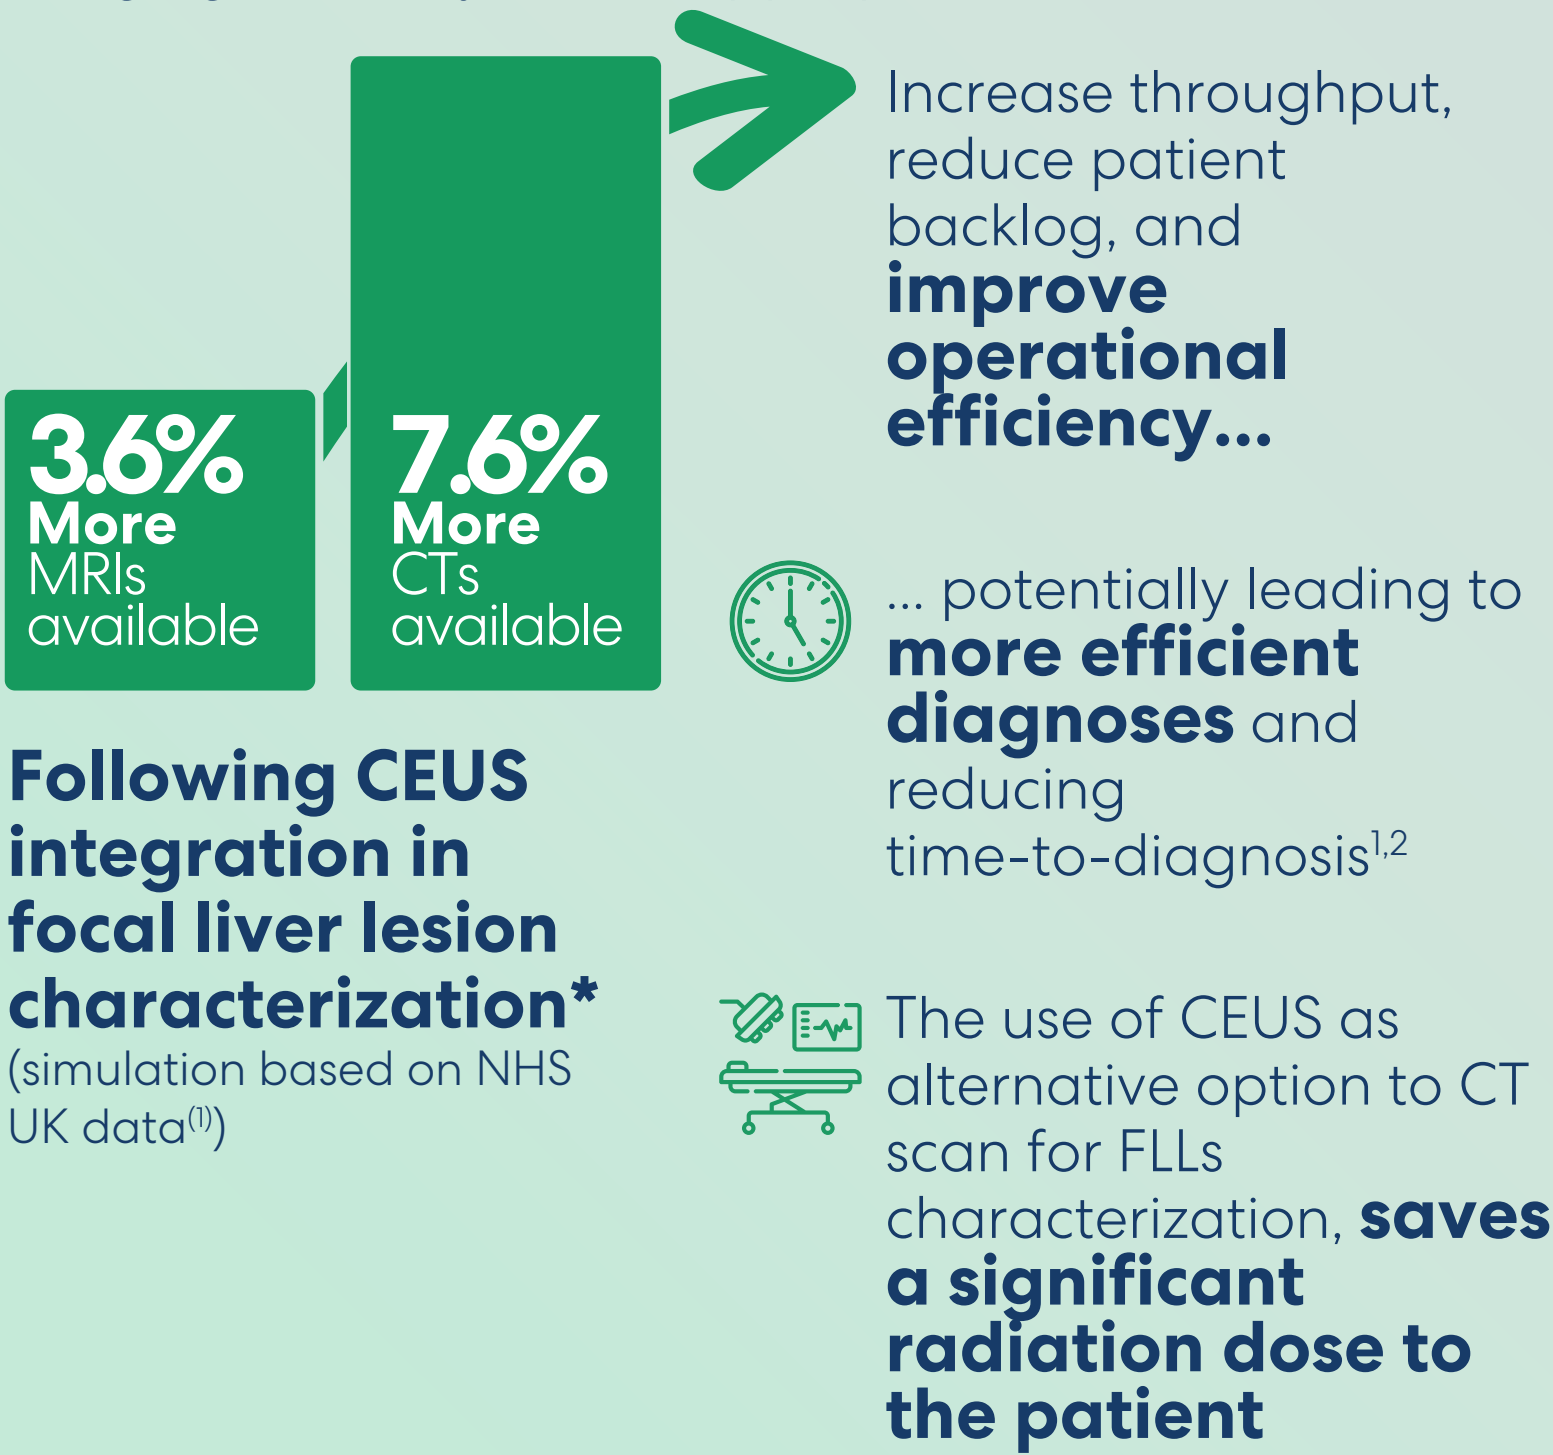 3.6%
More
MRIs
available
7.6%
More
CTs
available
Following CEUS
integration in
focal liver lesion
characterization*
(simulation based on NHS
UK data(1))
Increase throughput,
reduce patient
backlog, and
improve
operational
efficiency...
... potentially leading to
more efficient
diagnoses and
reducing
time-to-diagnosis1,2
The use of CEUS as
alternative option to CT
scan for FLLs
characterization, saves
a significant
radiation dose to
the patient